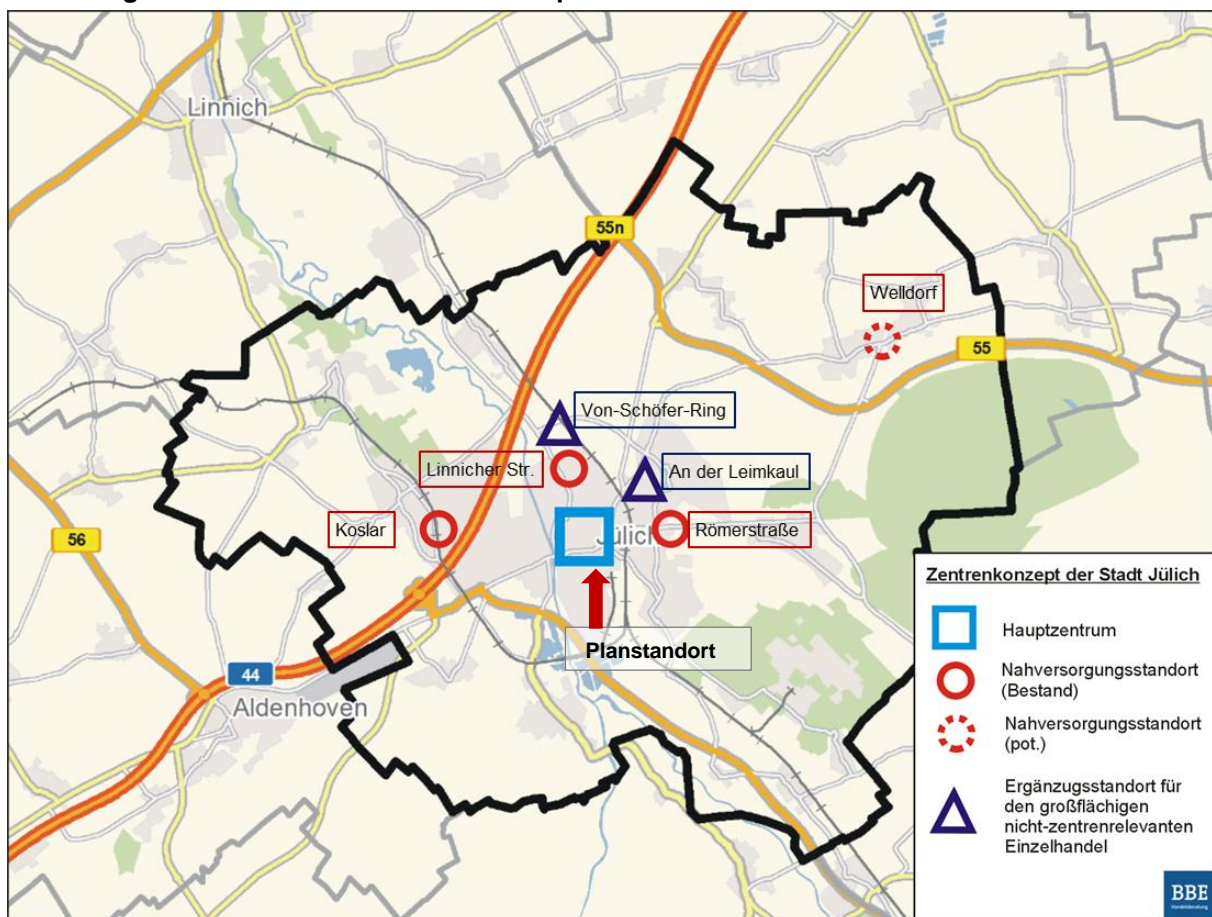 Linnich
55n
Welldorf
55
Von-Schöfer-Ring
Linnicher Str.
An der Leimkaul
Koslar
Jülich
Römerstraße
56
Planstandort
44
Aldenhoven
Zentrenkonzept der Stadt Jülich
Hauptzentrum
Nahversorgungsstandort
(Bestand)
Nahversorgungsstandort
(pot.)
Ergänzugsstandort für
den großflächigen
nicht-zentrenrelevanten
Einzelhandel
BBE
Handelsberatung